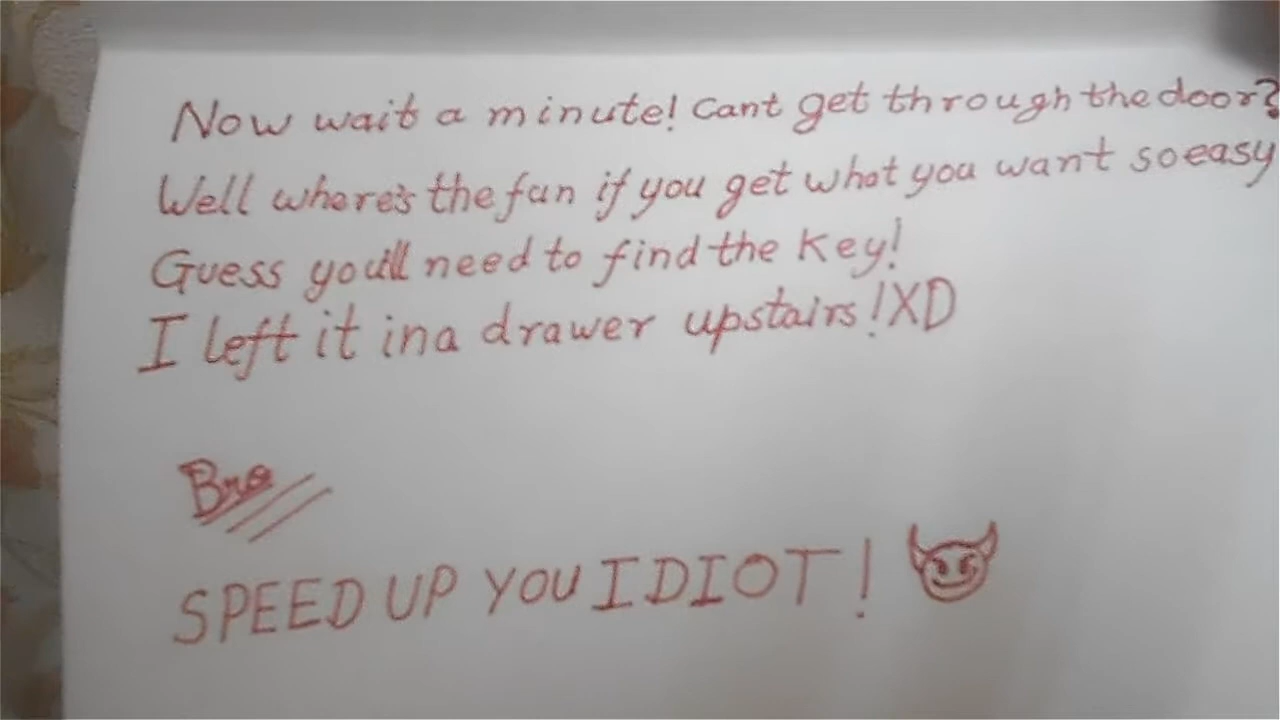 Now wait a minute! Cant get through the door?
Well where's the fun if you get what you want so easy
Guess you'll need to find the key!
I left it in a drawer upstairs! XD
Bro
SPEED UP YOU IDIOT!